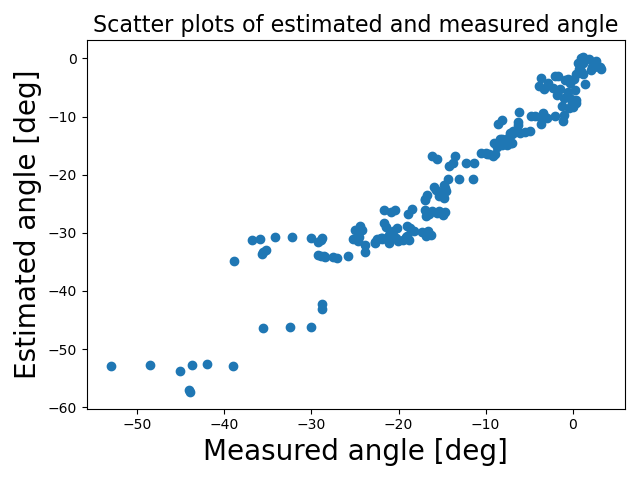 Scatter plots of estimated and measured angle
0
−10
−20
−30
−40
−50
−60
Estimated angle [deg]
−50 −40 −30 −20 −10 0
Measured angle [deg]